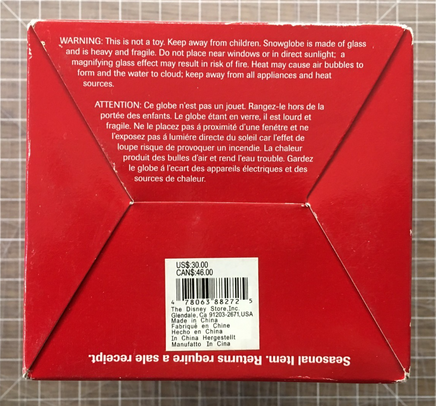 WARNING: This is not a toy. Keep away from children. Snowglobe is made of glass
and is heavy and fragile. Do not place near windows or in direct sunlight; a
magnifying glass effect may result in risk of fire. Heat may cause air bubbles to
form and the water to cloud; keep away from all appliances and heat
sources.
ATTENTION: Ce globe n'est pas un jouet. Rangez-le hors de la
portée des enfants. Le globe étant en verre, il est lourd et
fragile. Ne le placez pas á proximité d'une fenétre et ne
l'exposez pas á lumiére directe du soleil car l'effet de
loupe risque de provoquer un incendie. La chaleur
produit des bulles d'air et rend l'eau trouble. Gardez
le globe á l'ecart des appareils électriques et des
sources de chaleur.
US$:30.00
CAN$:46.00
4 78063 88272 5
The Disney Store,Inc.
Glendale,Ca 91203-2671,USA
Made in China
Fabriqué en Chine
Hecho en China
In China Hergestellt
Manufatto In Cina
Seasonal Item. Returns require a sale receipt.